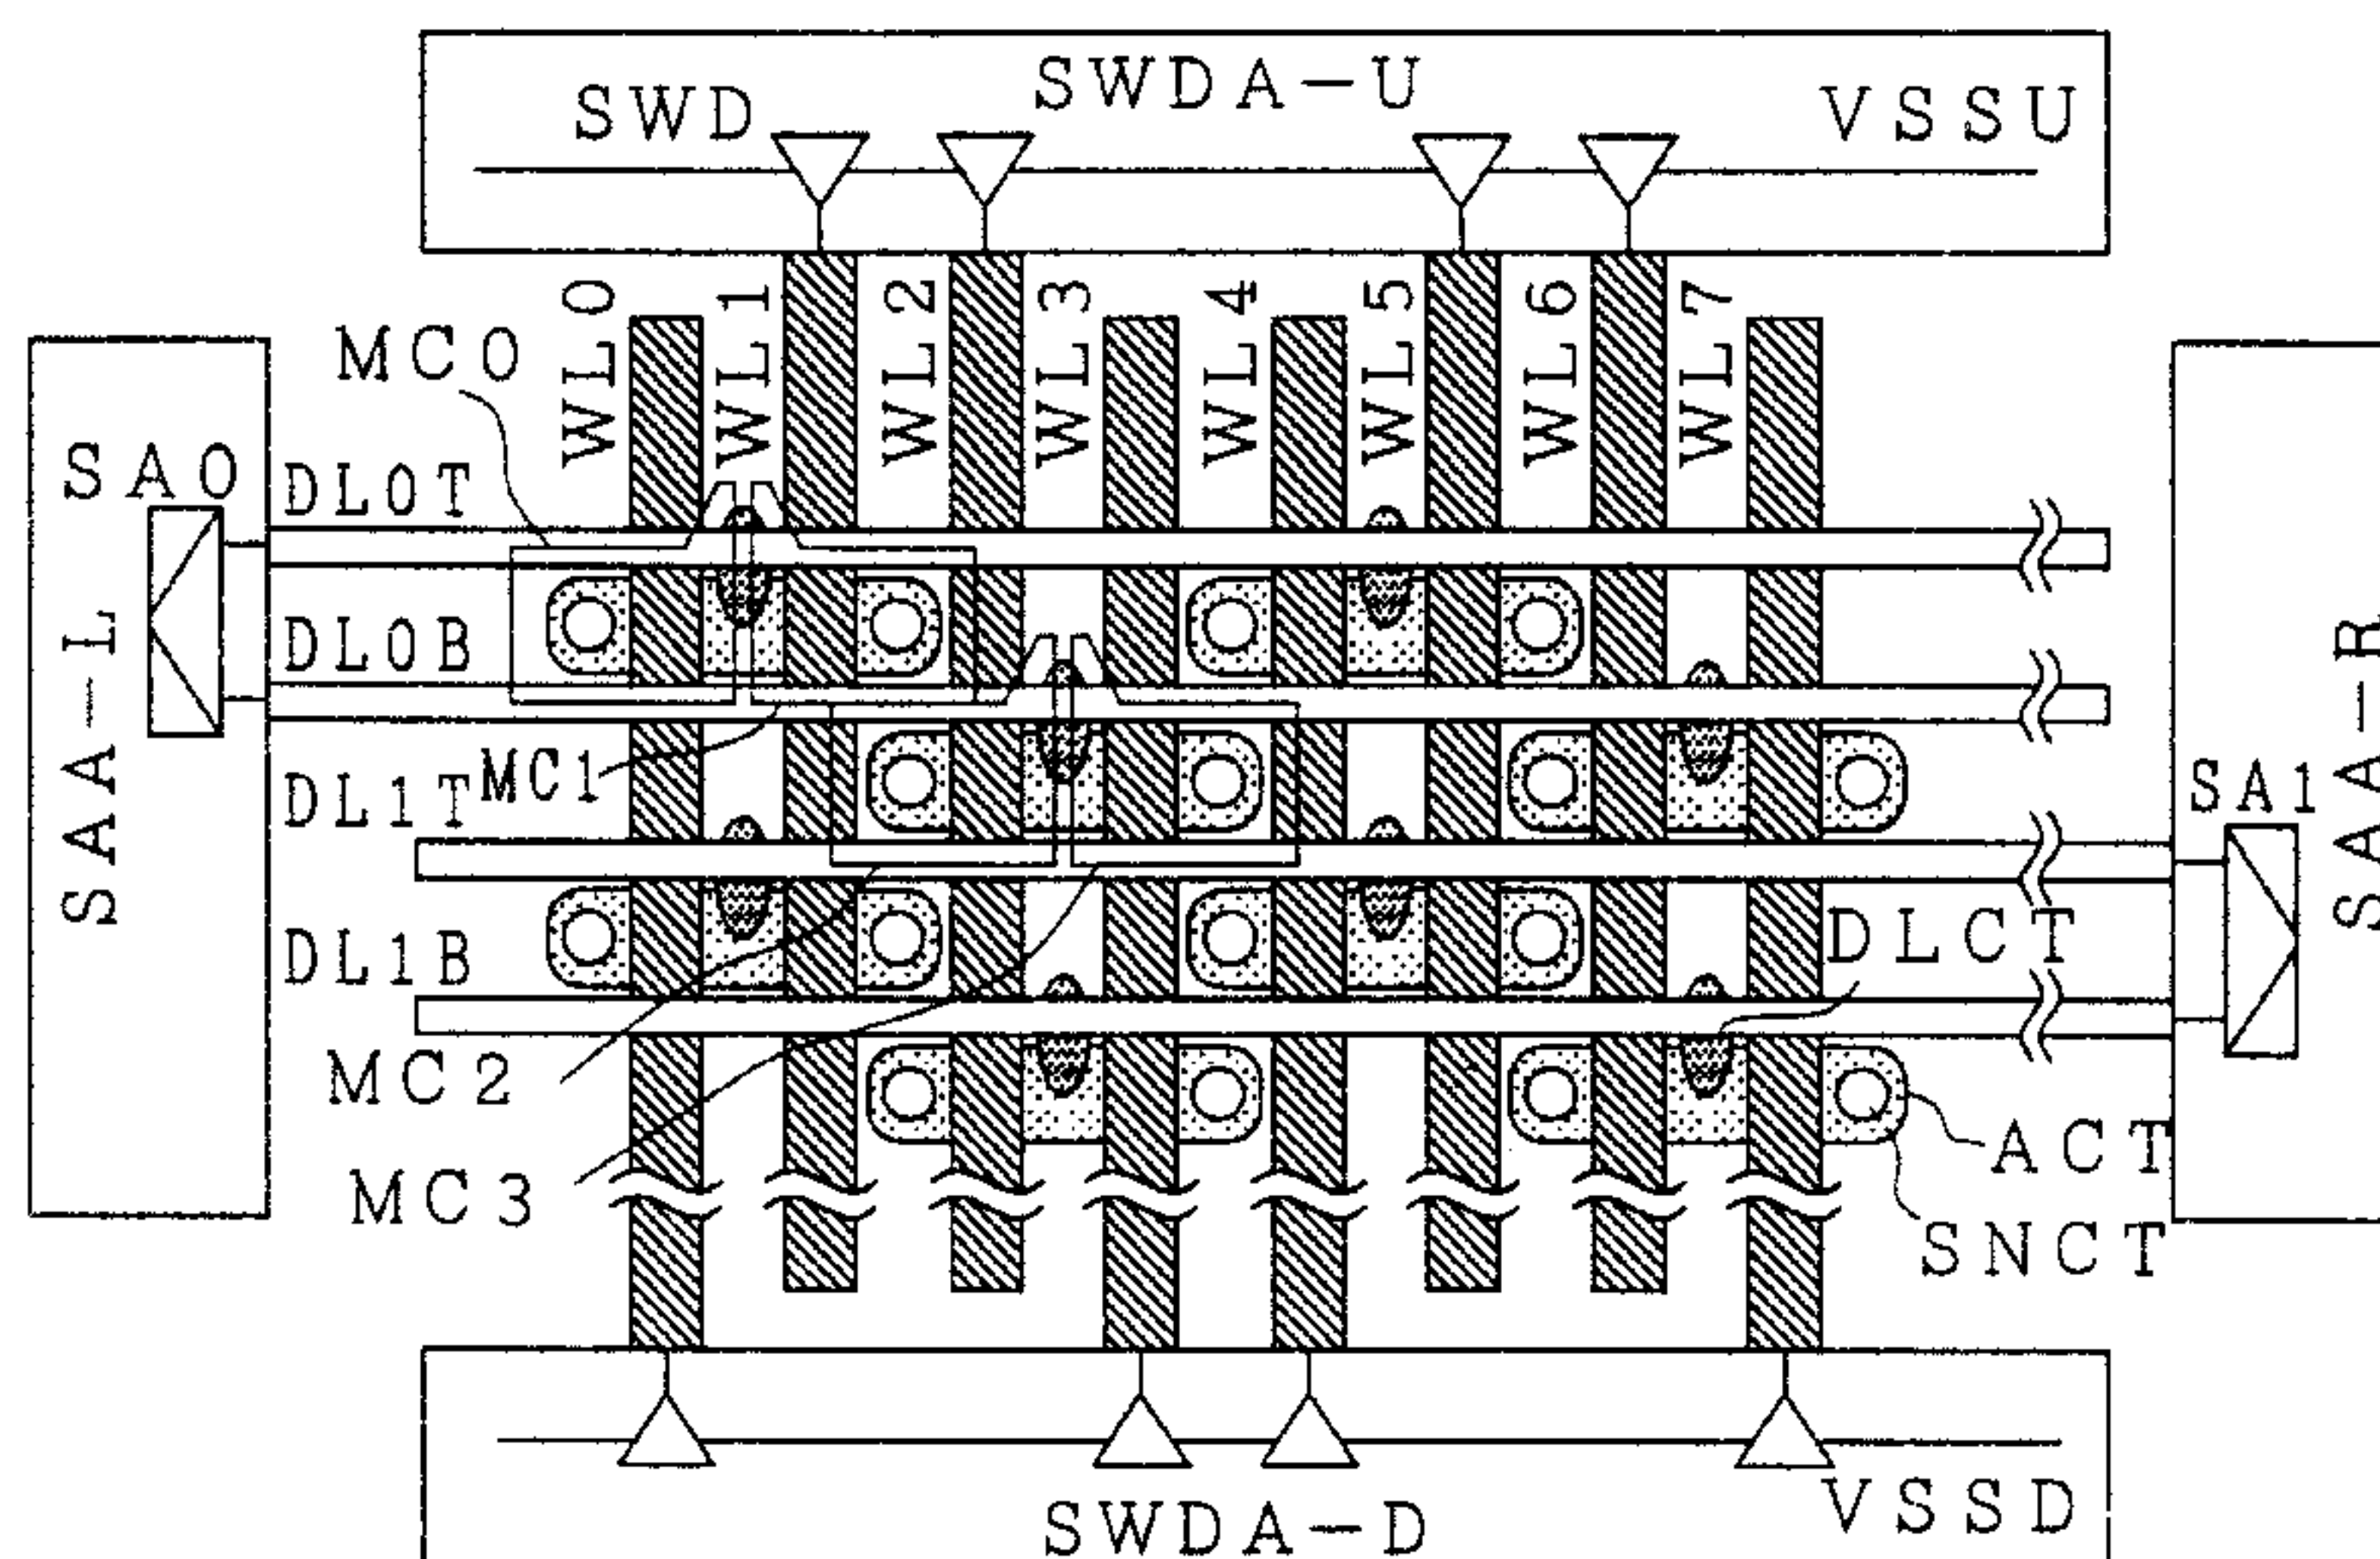 SWDA-U
SWD
VSSU
WL0
WL1
WL2
WL3
WL4
WL5
WL6
WL7
MC0
SA0
DL0T
DL0B
SAA-L
SAA-R
MC1
DL1T
SA1
DL1B
DLCT
MC2
ACT
MC3
SNCT
VSSD
SWDA-D